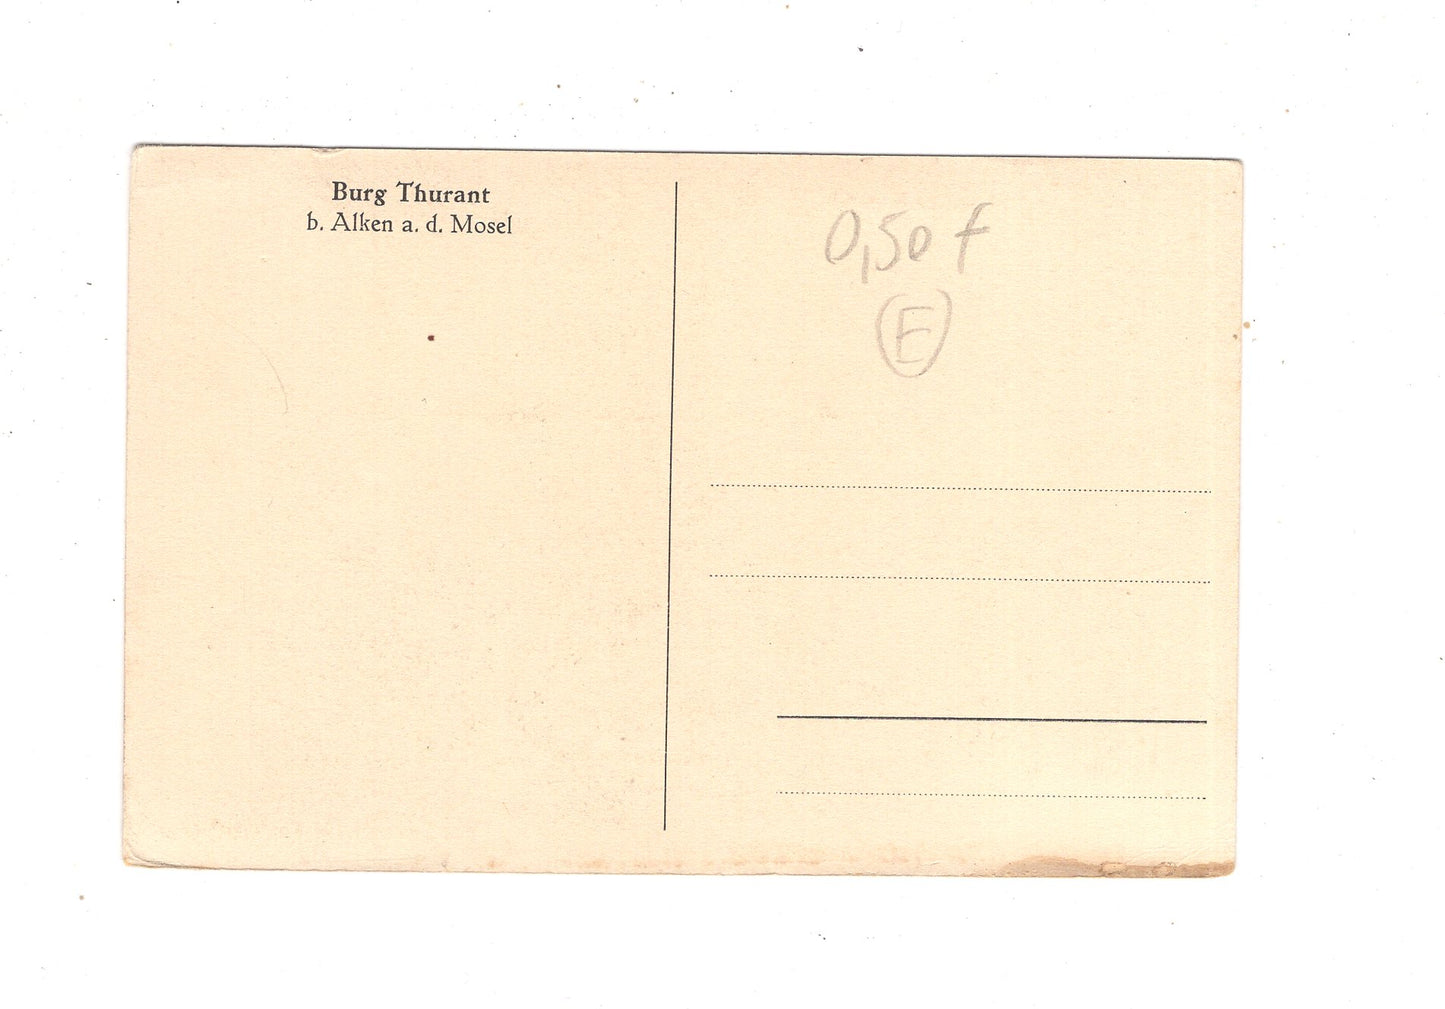 Burg Thurant
b. Alken a. d. Mosel
0,50 f
E